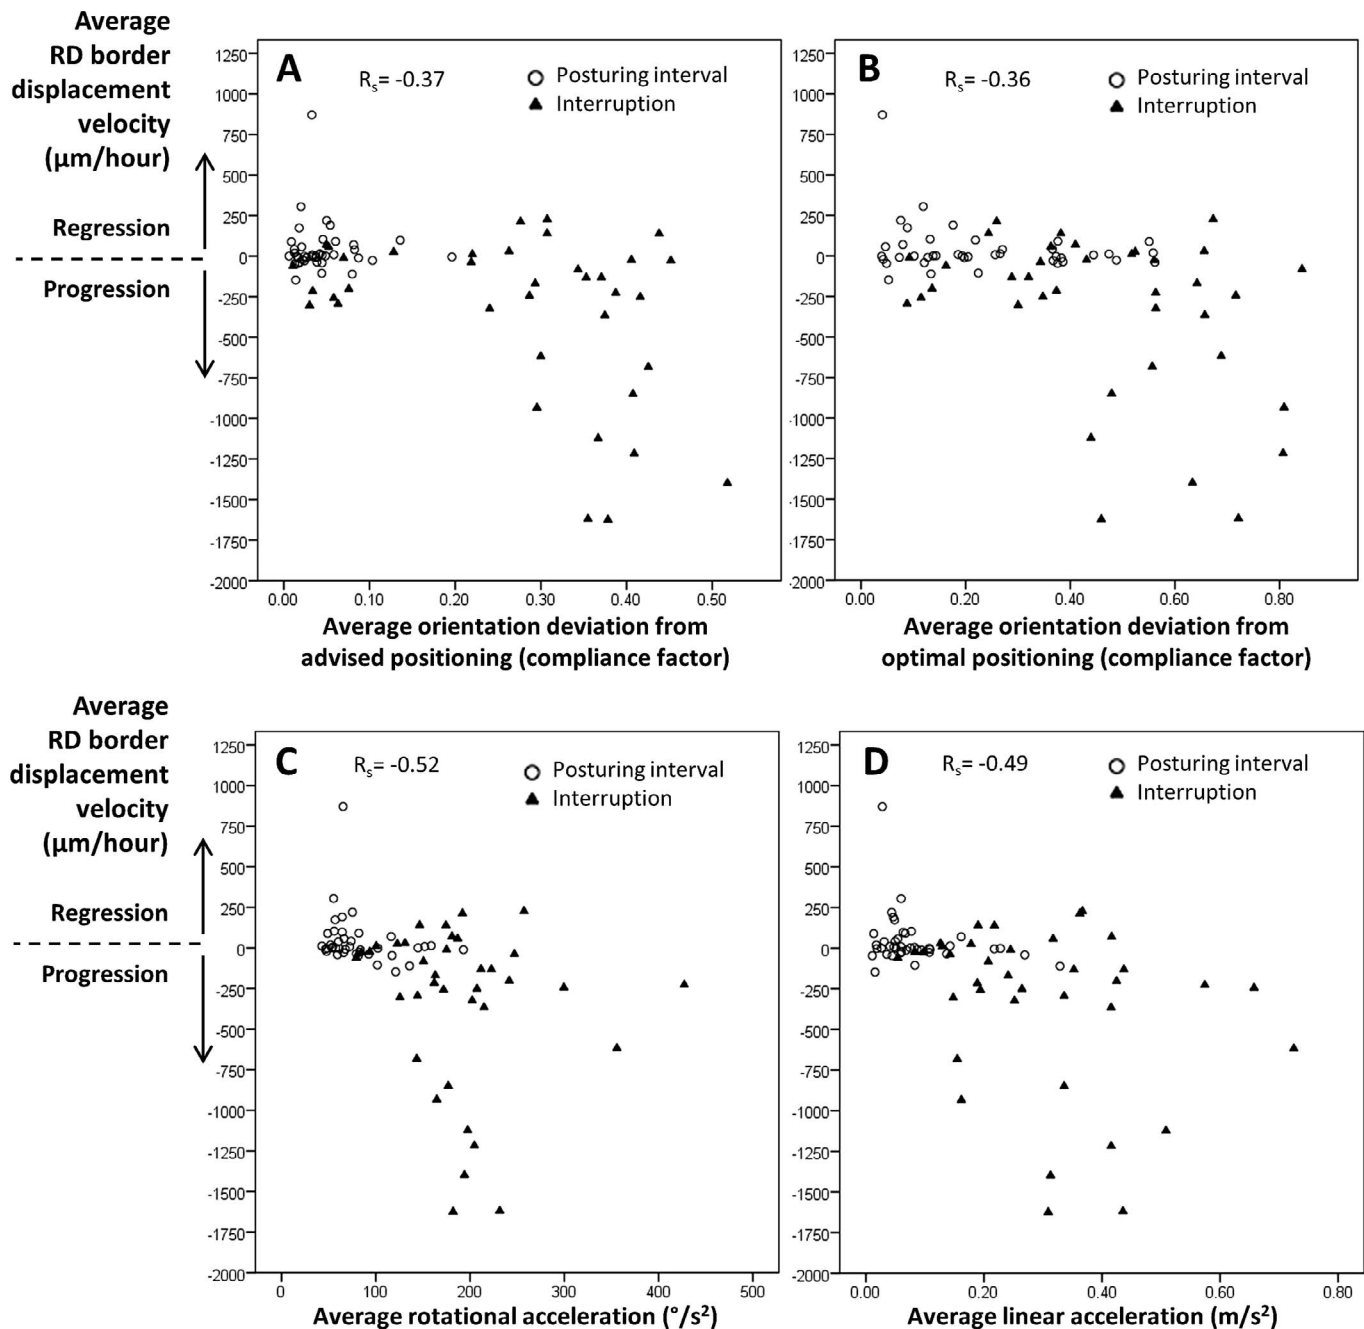 Average
RD border
displacement
velocity
(µm/hour)
Regression
Progression
A
Rs= -0.37
Posturing interval
Interruption
1250
1000
750
500
250
0
-250
-500
-750
-1000
-1250
-1500
-1750
-2000
0.00 0.10 0.20 0.30 0.40 0.50
Average orientation deviation from
advised positioning (compliance factor)
B
Rs= -0.36
Posturing interval
Interruption
1250
1000
750
500
250
0
-250
-500
-750
-1000
-1250
-1500
-1750
-2000
0.00 0.20 0.40 0.60 0.80
Average orientation deviation from
optimal positioning (compliance factor)
Average
RD border
displacement
velocity
(µm/hour)
Regression
Progression
C
Rs= -0.52
Posturing interval
Interruption
1250
1000
750
500
250
0
-250
-500
-750
-1000
-1250
-1500
-1750
-2000
0 100 200 300 400 500
Average rotational acceleration (°/s²)
D
Rs= -0.49
Posturing interval
Interruption
1250
1000
750
500
250
0
-250
-500
-750
-1000
-1250
-1500
-1750
-2000
0.00 0.20 0.40 0.60 0.80
Average linear acceleration (m/s²)